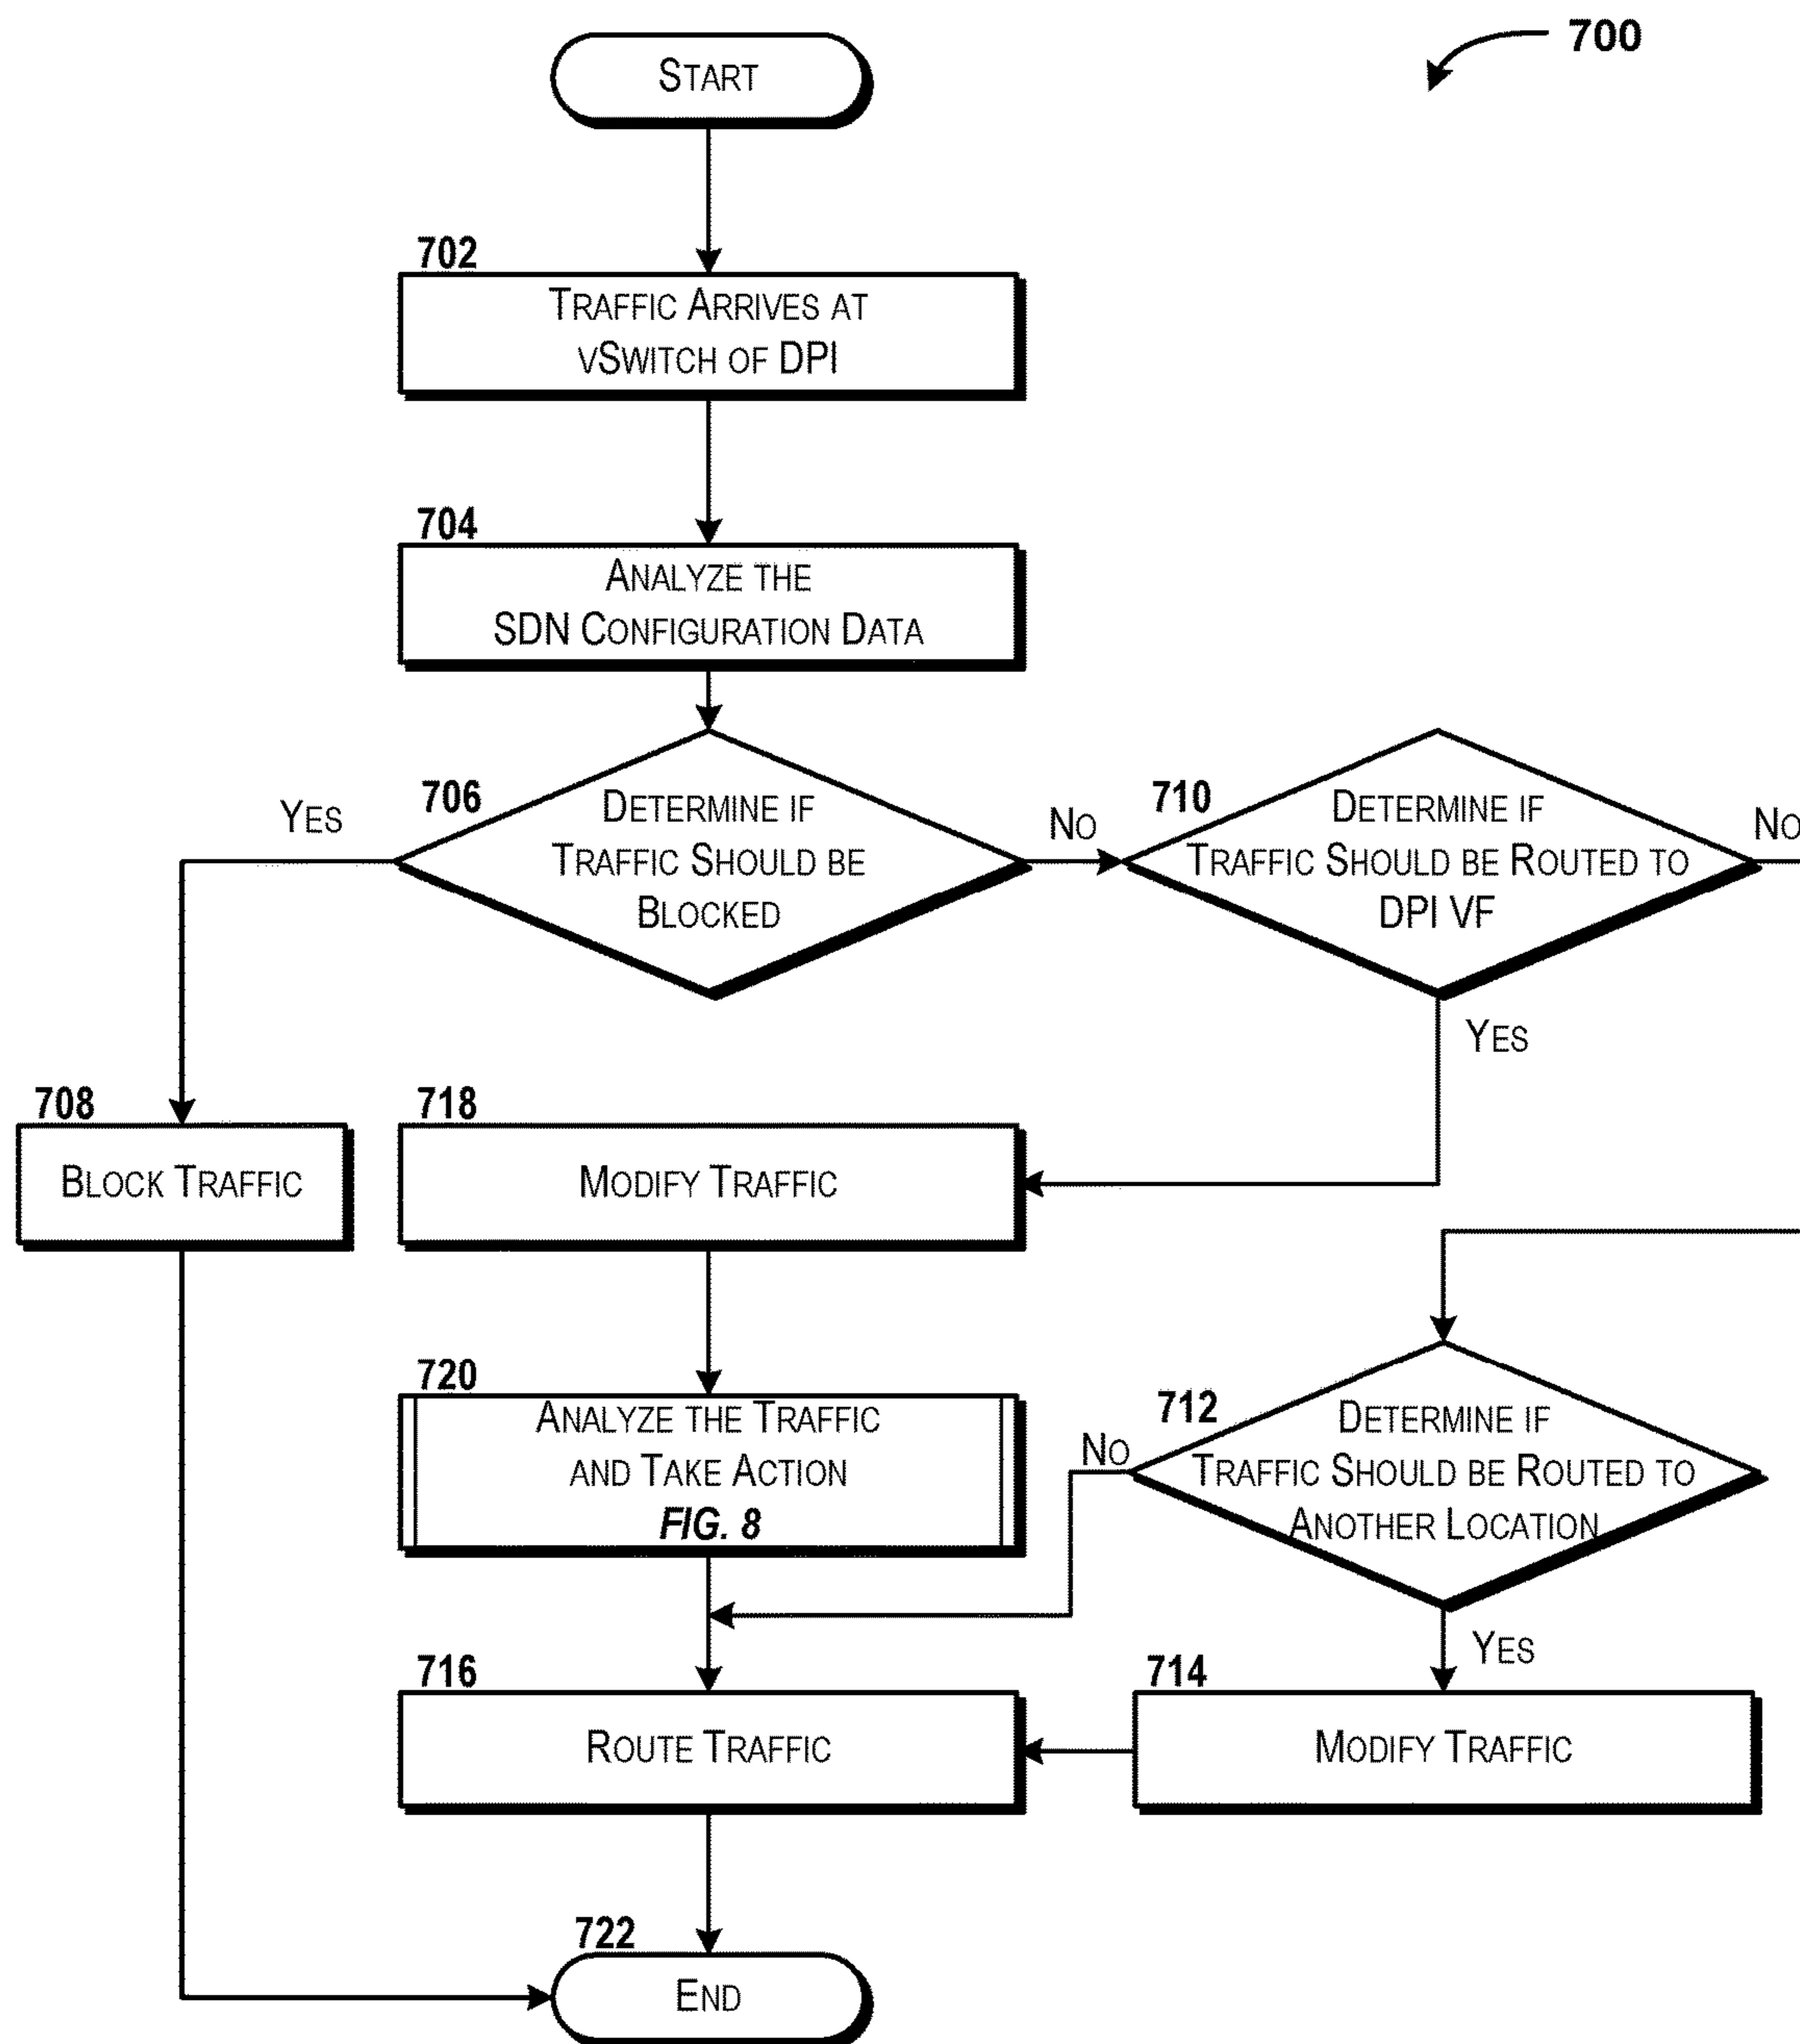 700
START
702
TRAFFIC ARRIVES AT
VSWITCH OF DPI
704
ANALYZE THE
SDN CONFIGURATION DATA
706
DETERMINE IF
TRAFFIC SHOULD BE
BLOCKED
YES
NO
710
DETERMINE IF
TRAFFIC SHOULD BE ROUTED TO
DPI VF
NO
YES
708
BLOCK TRAFFIC
718
MODIFY TRAFFIC
720
ANALYZE THE TRAFFIC
AND TAKE ACTION
FIG. 8
712
DETERMINE IF
TRAFFIC SHOULD BE ROUTED TO
ANOTHER LOCATION
NO
YES
716
ROUTE TRAFFIC
714
MODIFY TRAFFIC
722
END